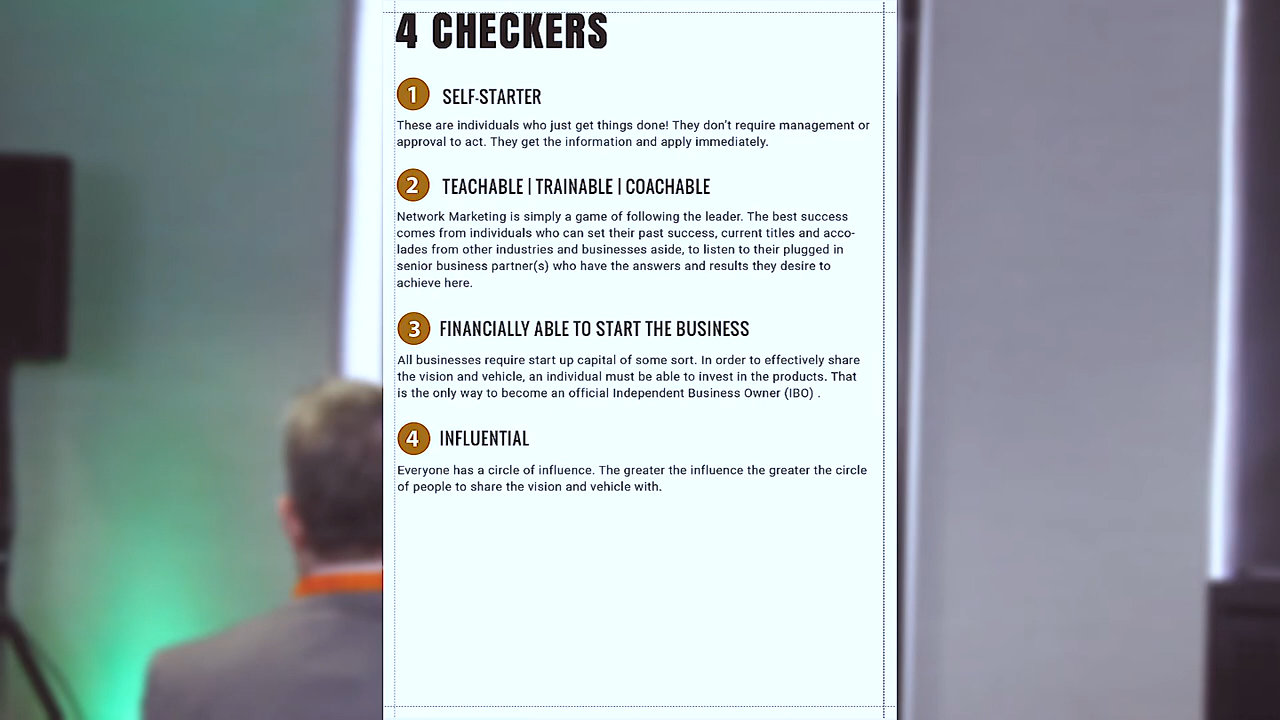 4 CHECKERS
1 SELF-STARTER
These are individuals who just get things done! They don't require management or
approval to act. They get the information and apply immediately.
2 TEACHABLE | TRAINABLE | COACHABLE
Network Marketing is simply a game of following the leader. The best success
comes from individuals who can set their past success, current titles and acco-
lades from other industries and businesses aside, to listen to their plugged in
senior business partner(s) who have the answers and results they desire to
achieve here.
3 FINANCIALLY ABLE TO START THE BUSINESS
All businesses require start up capital of some sort. In order to effectively share
the vision and vehicle, an individual must be able to invest in the products. That
is the only way to become an official Independent Business Owner (IBO) .
4 INFLUENTIAL
Everyone has a circle of influence. The greater the influence the greater the circle
of people to share the vision and vehicle with.